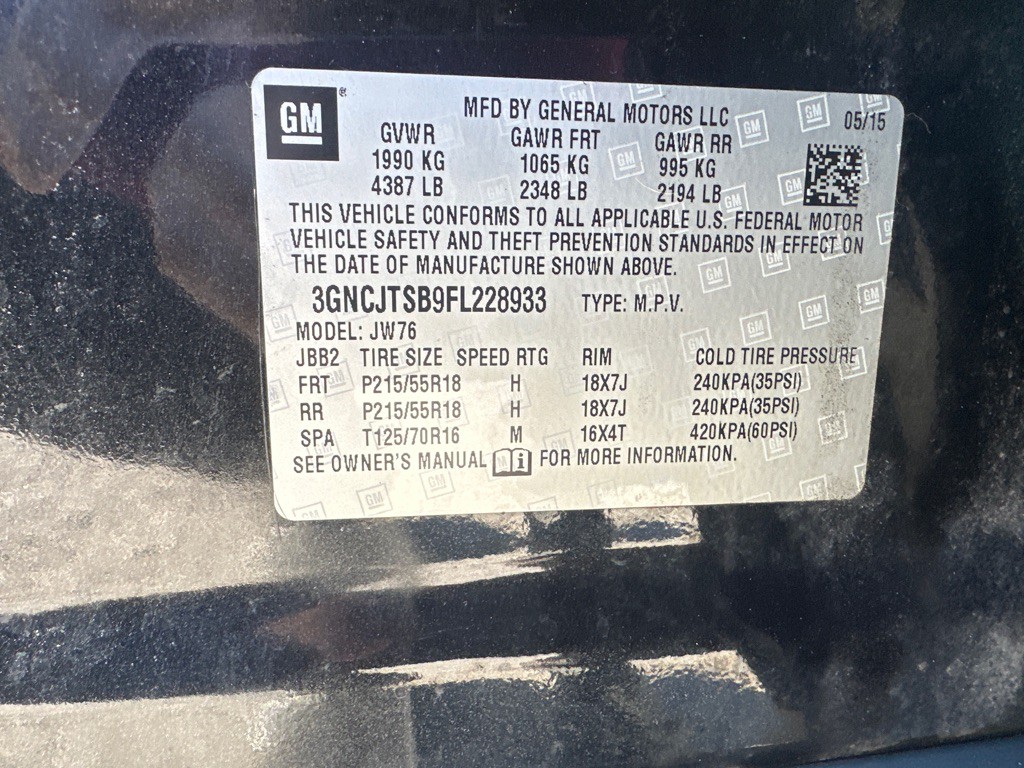 GM ® MFD BY GENERAL MOTORS LLC 05/15
GVWR GAWR FRT GAWR RR
1990 KG 1065 KG 995 KG
4387 LB 2348 LB 2194 LB
THIS VEHICLE CONFORMS TO ALL APPLICABLE U.S. FEDERAL MOTOR
VEHICLE SAFETY AND THEFT PREVENTION STANDARDS IN EFFECT ON
THE DATE OF MANUFACTURE SHOWN ABOVE.
3GNCJTSB9FL228933 TYPE: M.P.V.
MODEL: JW76
JBB2 TIRE SIZE SPEED RTG RIM COLD TIRE PRESSURE
FRT P215/55R18 H 18X7J 240KPA(35PSI)
RR P215/55R18 H 18X7J 240KPA(35PSI)
SPA T125/70R16 M 16X4T 420KPA(60PSI)
SEE OWNER'S MANUAL i FOR MORE INFORMATION.